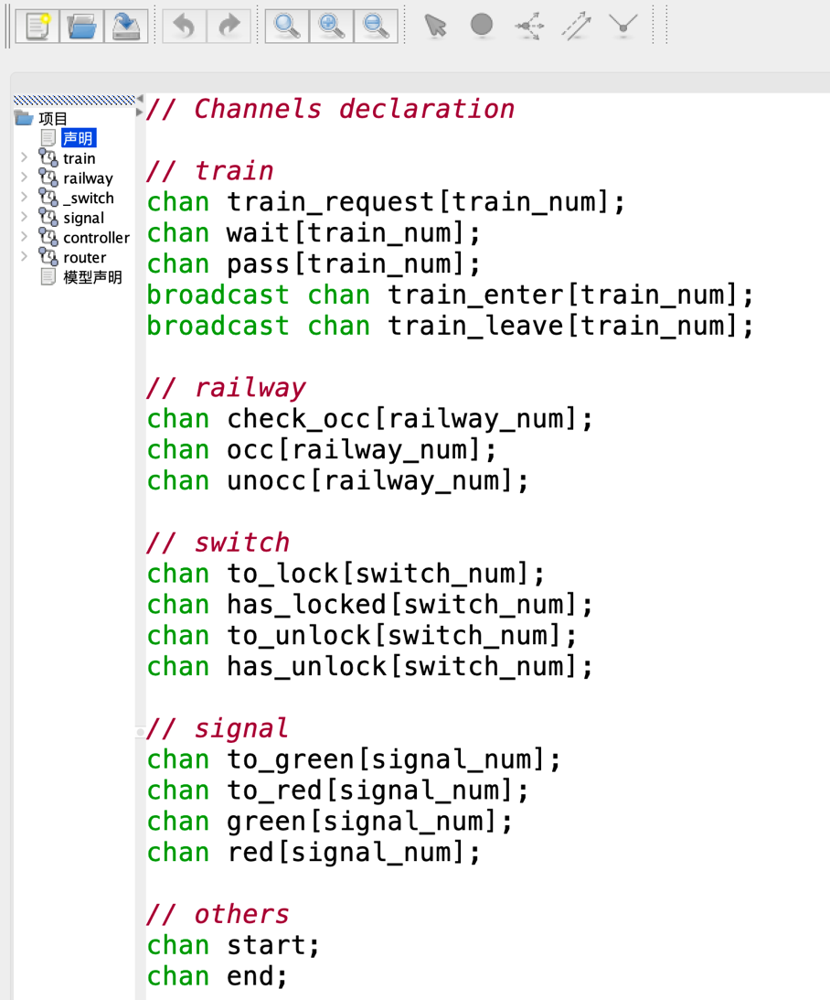 项目
声明
train
railway
_switch
signal
controller
router
模型声明
// Channels declaration
// train
chan train_request[train_num];
chan wait[train_num];
chan pass[train_num];
broadcast chan train_enter[train_num];
broadcast chan train_leave[train_num];
// railway
chan check_occ[railway_num];
chan occ[railway_num];
chan unocc[railway_num];
// switch
chan to_lock[switch_num];
chan has_locked[switch_num];
chan to_unlock[switch_num];
chan has_unlock[switch_num];
// signal
chan to_green[signal_num];
chan to_red[signal_num];
chan green[signal_num];
chan red[signal_num];
// others
chan start;
chan end;